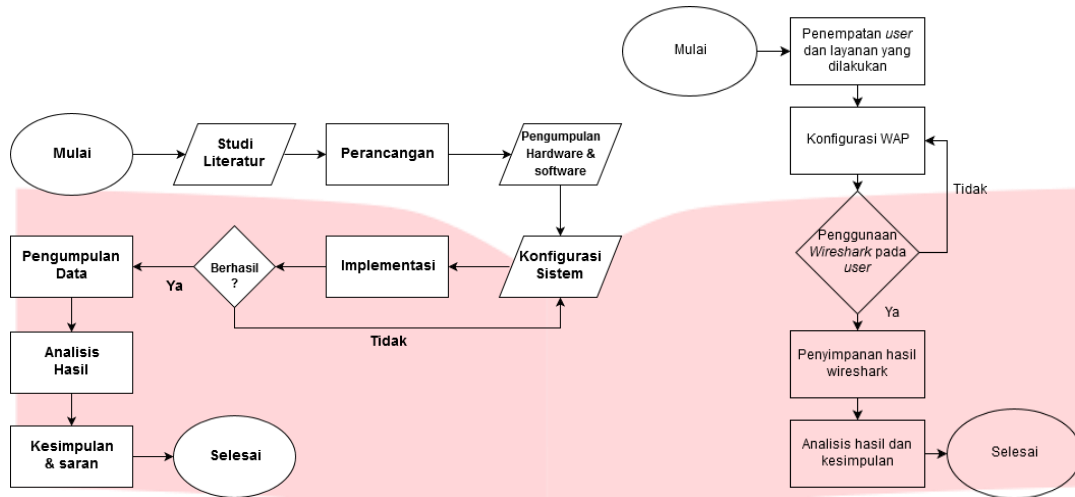 Mulai
Studi
Literatur
Perancangan
Pengumpulan
Hardware &
software
Konfigurasi
Sistem
Implementasi
Berhasil
?
Ya
Tidak
Pengumpulan
Data
Analisis
Hasil
Kesimpulan
& saran
Selesai
Mulai
Penempatan user
dan layanan yang
dilakukan
Konfigurasi WAP
Tidak
Penggunaan
Wireshark pada
user
Ya
Penyimpanan hasil
wireshark
Analisis hasil dan
kesimpulan
Selesai